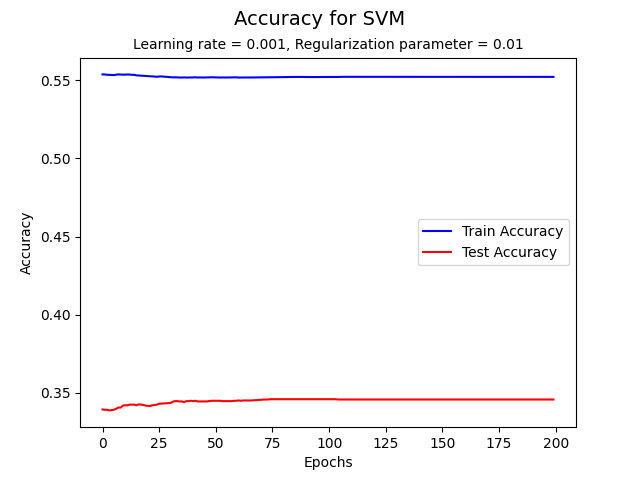 Accuracy for SVM
Learning rate = 0.001, Regularization parameter = 0.01
0.55
0.50
0.45
0.40
0.35
Accuracy
Train Accuracy
Test Accuracy
0 25 50 75 100 125 150 175 200
Epochs